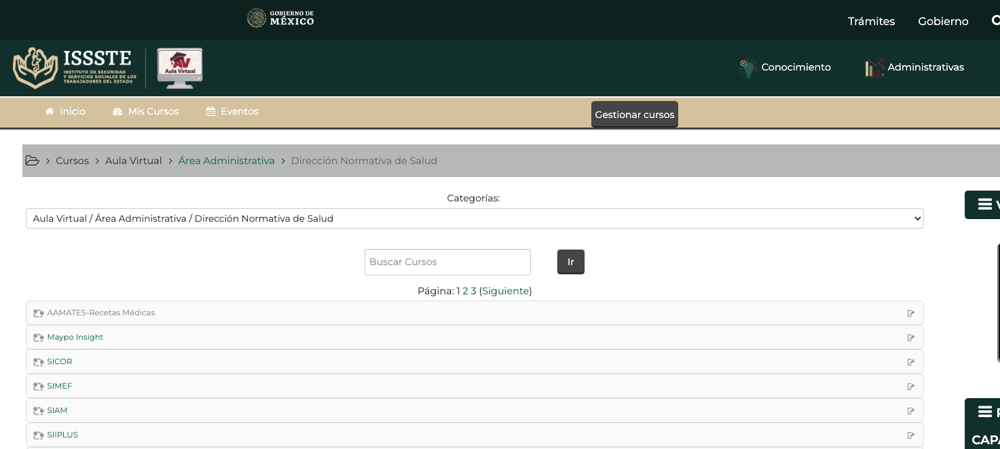 GOBIERNO DE
MÉXICO
Trámites Gobierno
ISSSTE
INSTITUTO DE SEGURIDAD
Y SERVICIOS SOCIALES DE LOS
TRABAJADORES DEL ESTADO
AV
Aula Virtual
Conocimiento Administrativas
Inicio Mis Cursos Eventos Gestionar cursos
Cursos > Aula Virtual > Área Administrativa > Dirección Normativa de Salud
Categorías:
Aula Virtual / Área Administrativa / Dirección Normativa de Salud
Buscar Cursos Ir
Página: 1 2 3 (Siguiente)
AAMATES-Recetas Médicas
Maypo Insight
SICOR
SIMEF
SIAM
SIIPLUS